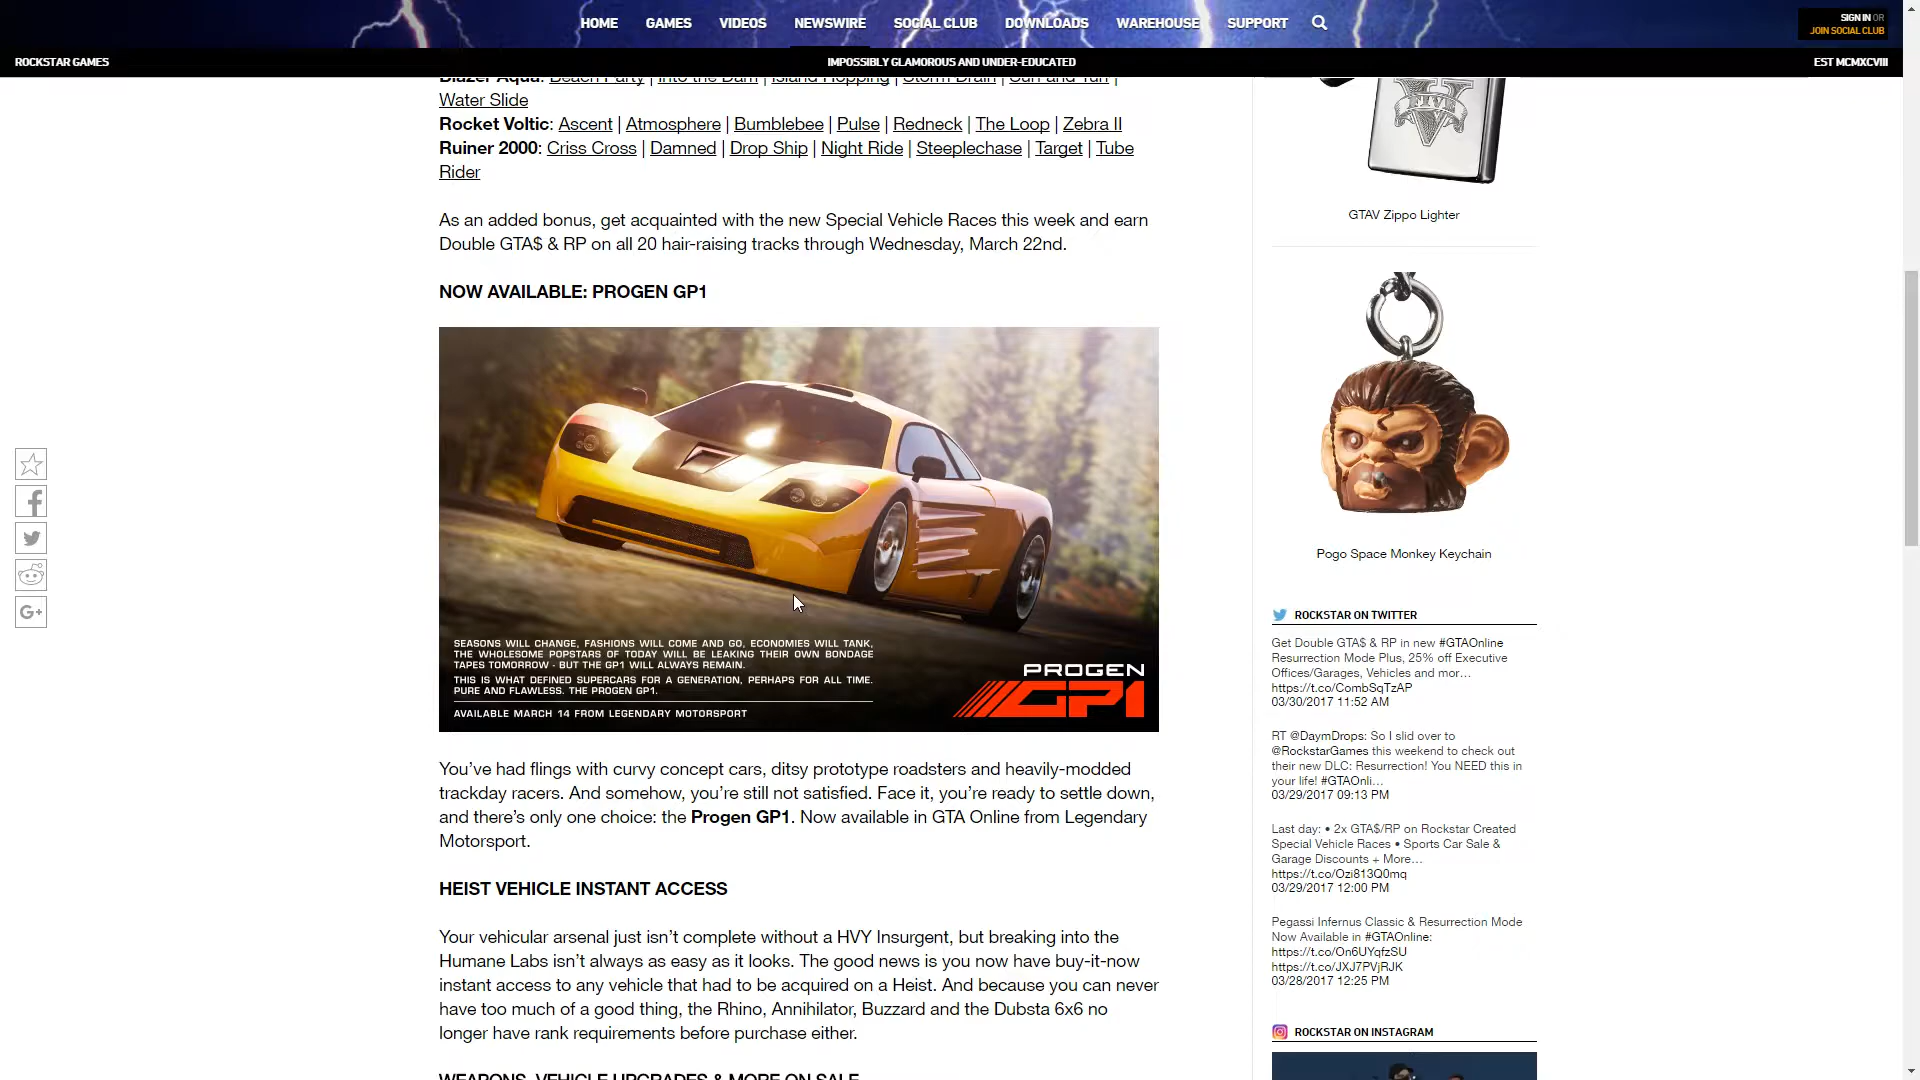 HOME GAMES VIDEOS NEWSWIRE SOCIAL CLUB DOWNLOADS WAREHOUSE SUPPORT
SIGN IN OR
JOIN SOCIAL CLUB
ROCKSTAR GAMES
IMPOSSIBLY GLAMOROUS AND UNDER-EDUCATED
EST MCMXCVIII
Blazer Aqua: Beach Party | Into the Dam | Island Hopping | Storm Drain | Surf and Turf |
Water Slide
Rocket Voltic: Ascent | Atmosphere | Bumblebee | Pulse | Redneck | The Loop | Zebra II
Ruiner 2000: Criss Cross | Damned | Drop Ship | Night Ride | Steeplechase | Target | Tube
Rider
As an added bonus, get acquainted with the new Special Vehicle Races this week and earn
Double GTA$ & RP on all 20 hair-raising tracks through Wednesday, March 22nd.
NOW AVAILABLE: PROGEN GP1
SEASONS WILL CHANGE, FASHIONS WILL COME AND GO, ECONOMIES WILL TANK,
THE WHOLESOME POPSTARS OF TODAY WILL BE LEAKING THEIR OWN BONDAGE
TAPES TOMORROW - BUT THE GP1 WILL ALWAYS REMAIN.
THIS IS WHAT DEFINED SUPERCARS FOR A GENERATION, PERHAPS FOR ALL TIME.
PURE AND FLAWLESS. THE PROGEN GP1.
AVAILABLE MARCH 14 FROM LEGENDARY MOTORSPORT
PROGEN
GP1
You’ve had flings with curvy concept cars, ditsy prototype roadsters and heavily-modded
trackday racers. And somehow, you’re still not satisfied. Face it, you’re ready to settle down,
and there’s only one choice: the Progen GP1. Now available in GTA Online from Legendary
Motorsport.
HEIST VEHICLE INSTANT ACCESS
Your vehicular arsenal just isn’t complete without a HVY Insurgent, but breaking into the
Humane Labs isn’t always as easy as it looks. The good news is you now have buy-it-now
instant access to any vehicle that had to be acquired on a Heist. And because you can never
have too much of a good thing, the Rhino, Annihilator, Buzzard and the Dubsta 6x6 no
longer have rank requirements before purchase either.
WEAPONS, VEHICLE UPGRADES & MORE ON SALE
G+
FIVE
V
GTAV Zippo Lighter
Pogo Space Monkey Keychain
ROCKSTAR ON TWITTER
Get Double GTA$ & RP in new #GTAOnline
Resurrection Mode Plus, 25% off Executive
Offices/Garages, Vehicles and mor…
https://t.co/CombSqTzAP
03/30/2017 11:52 AM
RT @DaymDrops: So I slid over to
@RockstarGames this weekend to check out
their new DLC: Resurrection! You NEED this in
your life! #GTAOnli…
03/29/2017 09:13 PM
Last day: • 2x GTA$/RP on Rockstar Created
Special Vehicle Races • Sports Car Sale &
Garage Discounts + More…
https://t.co/Ozi813Q0mq
03/29/2017 12:00 PM
Pegassi Infernus Classic & Resurrection Mode
Now Available in #GTAOnline:
https://t.co/On6UYqfzSU
https://t.co/JXJ7PVjRJK
03/28/2017 12:25 PM
ROCKSTAR ON INSTAGRAM